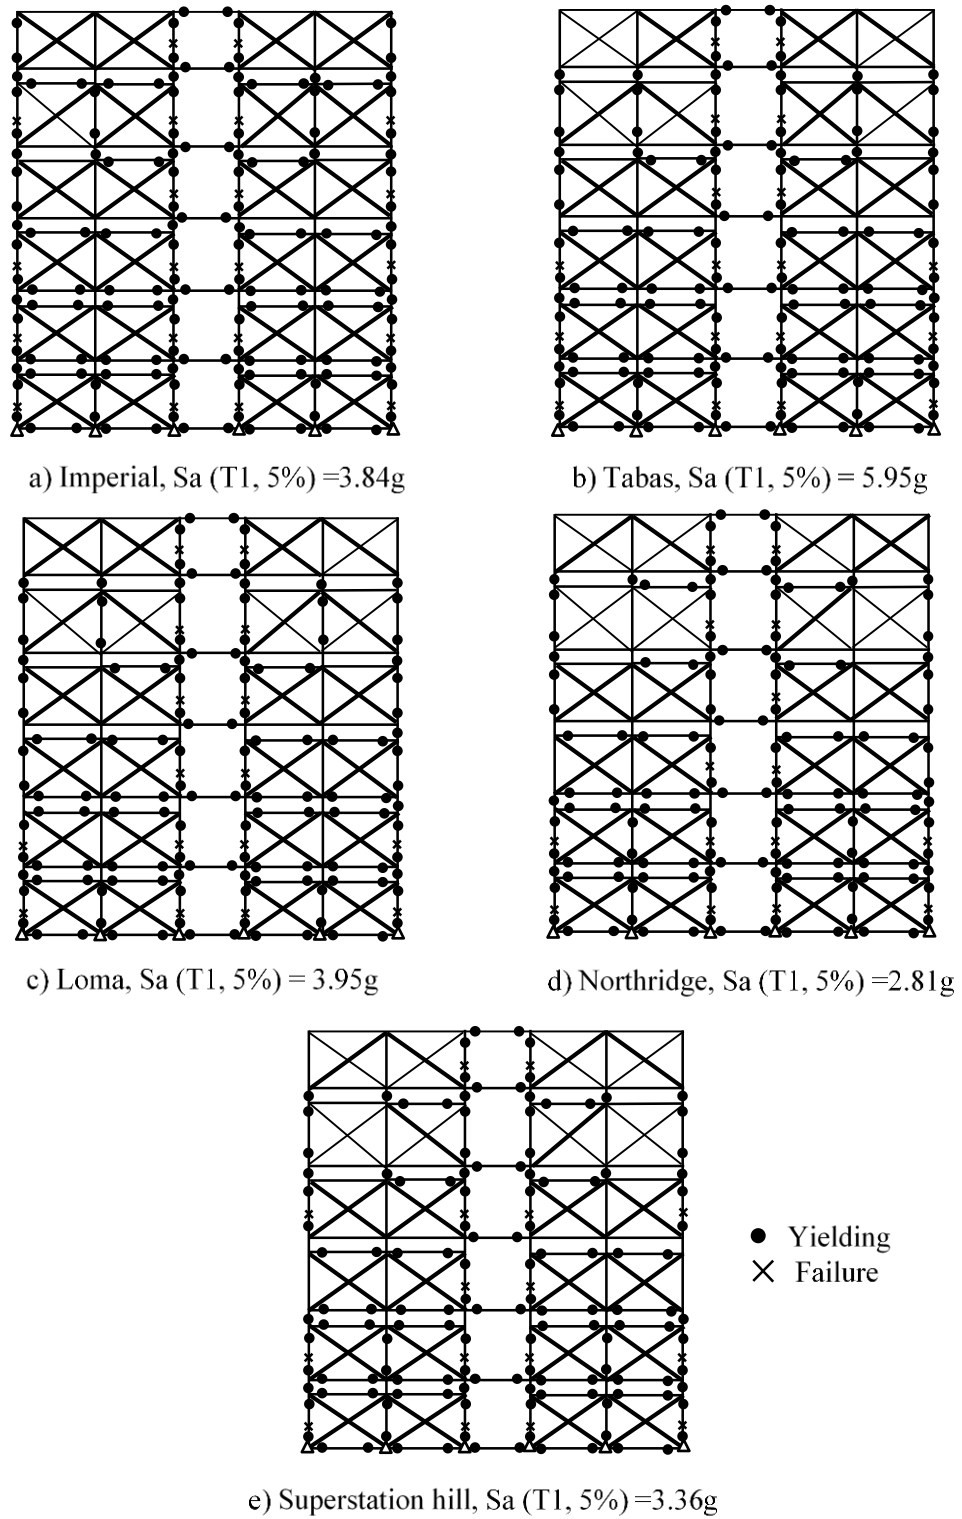 a) Imperial, Sa (T1, 5%) =3.84g
b) Tabas, Sa (T1, 5%) = 5.95g
c) Loma, Sa (T1, 5%) = 3.95g
d) Northridge, Sa (T1, 5%) =2.81g
Yielding
Failure
e) Superstation hill, Sa (T1, 5%) =3.36g